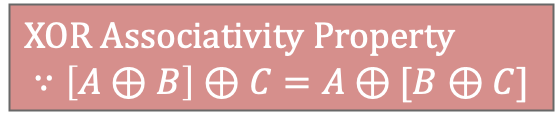 XOR Associativity Property
∵ [A ⊕ B] ⊕ C = A ⊕ [B ⊕ C]